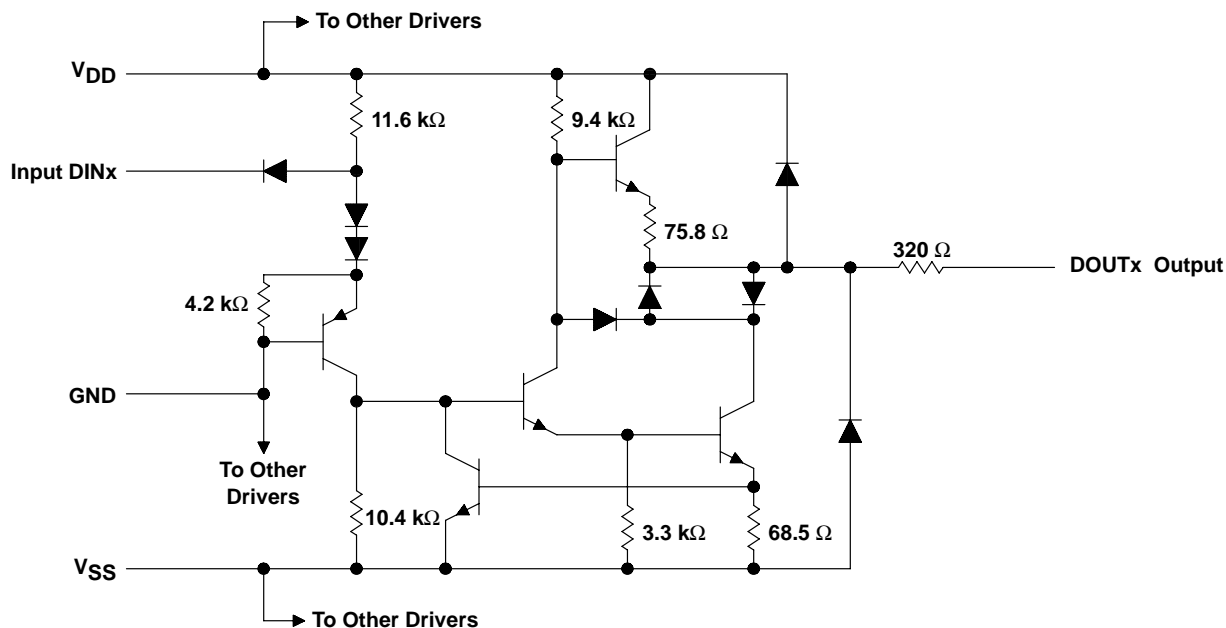 To Other Drivers
VDD
11.6 kΩ
9.4 kΩ
Input DINx
75.8 Ω
320 Ω
DOUTx Output
4.2 kΩ
GND
To Other
Drivers
10.4 kΩ
3.3 kΩ
68.5 Ω
VSS
To Other Drivers